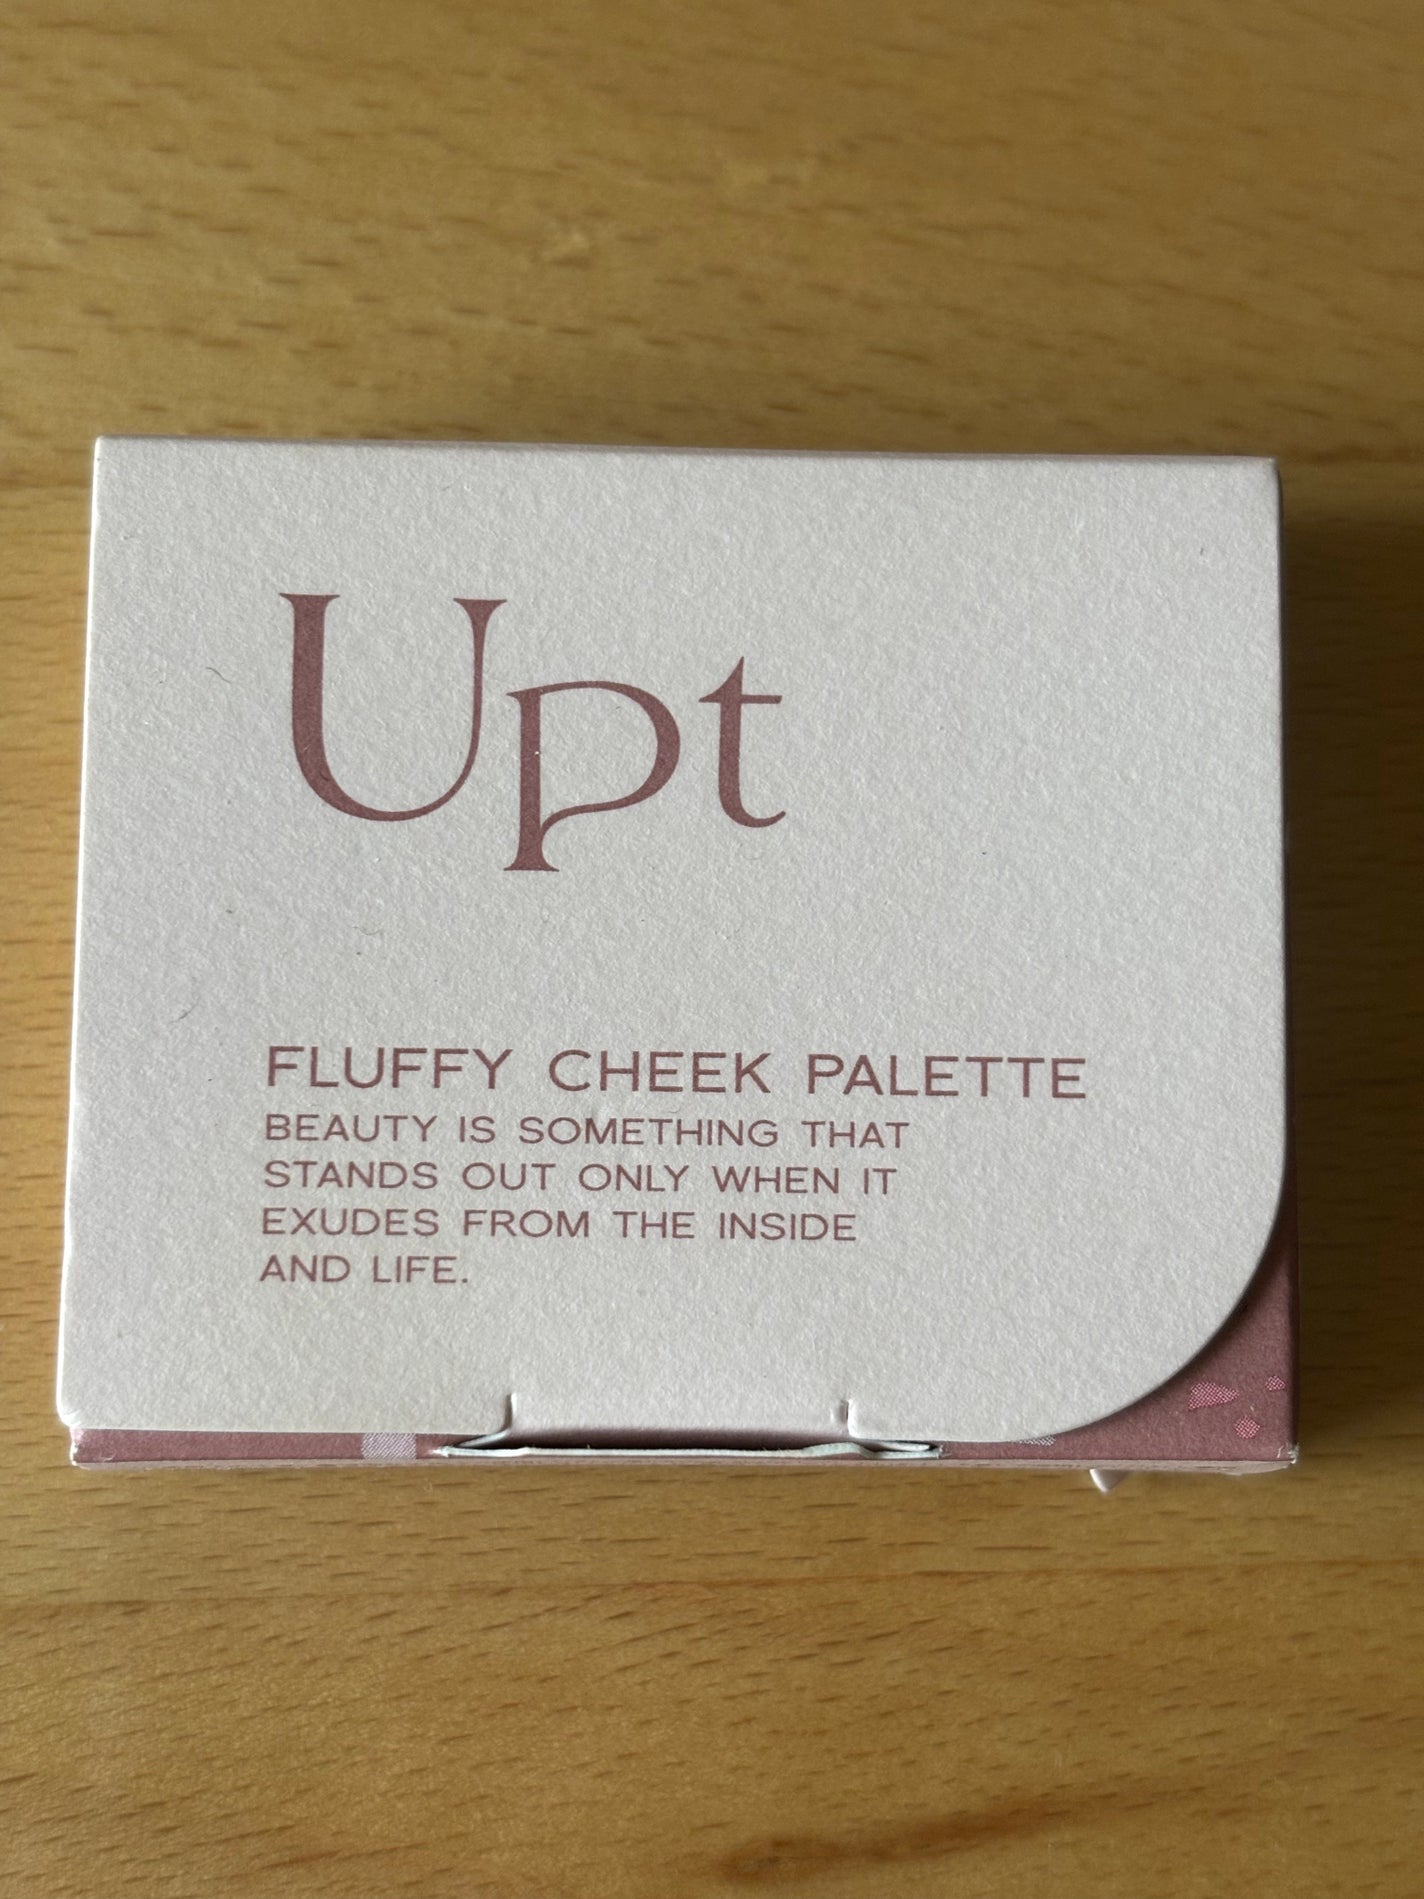 Upt
FLUFFY CHEEK PALETTE
BEAUTY IS SOMETHING THAT
STANDS OUT ONLY WHEN IT
EXUDES FROM THE INSIDE
AND LIFE.